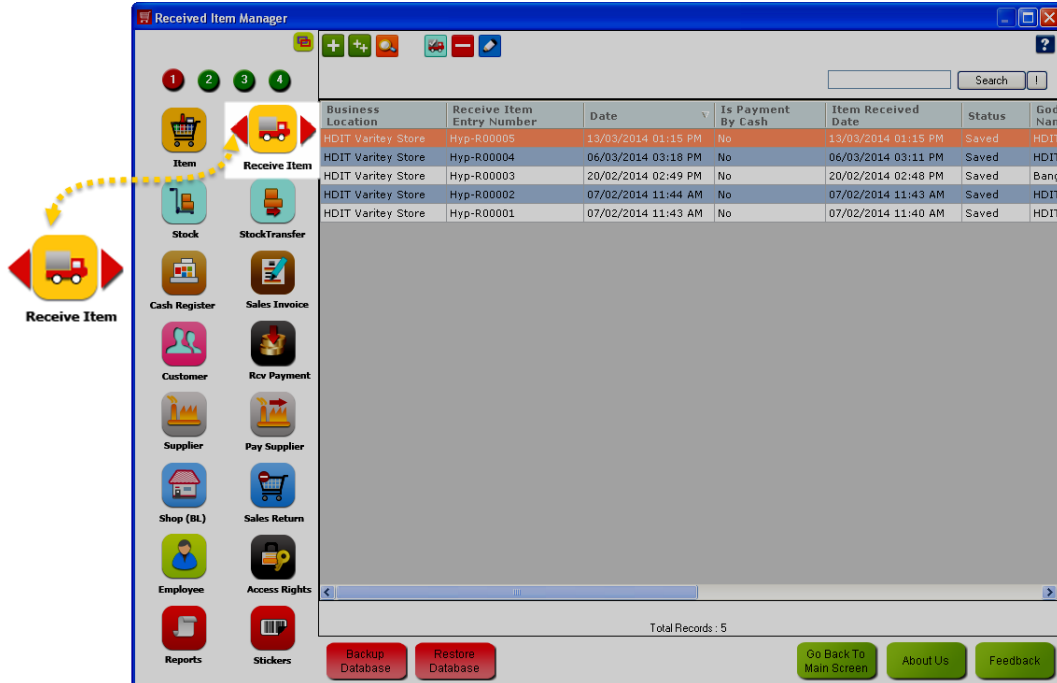 Received Item Manager
?
Search !
1 2 3 4
Item Receive Item
Stock StockTransfer
Cash Register Sales Invoice
Customer Rcv Payment
Supplier Pay Supplier
Shop (BL) Sales Return
Employee Access Rights
Reports Stickers
Receive Item
Business Location Receive Item Entry Number Date Is Payment By Cash Item Received Date Status God Nar
HDIT Varitey Store Hyp-R00005 13/03/2014 01:15 PM No 13/03/2014 01:15 PM Saved HDIT
HDIT Varitey Store Hyp-R00004 06/03/2014 03:18 PM No 06/03/2014 03:11 PM Saved HDIT
HDIT Varitey Store Hyp-R00003 20/02/2014 02:49 PM No 20/02/2014 02:48 PM Saved Bang
HDIT Varitey Store Hyp-R00002 07/02/2014 11:44 AM No 07/02/2014 11:43 AM Saved HDIT
HDIT Varitey Store Hyp-R00001 07/02/2014 11:43 AM No 07/02/2014 11:40 AM Saved HDIT
Total Records : 5
Backup Database Restore Database Go Back To Main Screen About Us Feedback